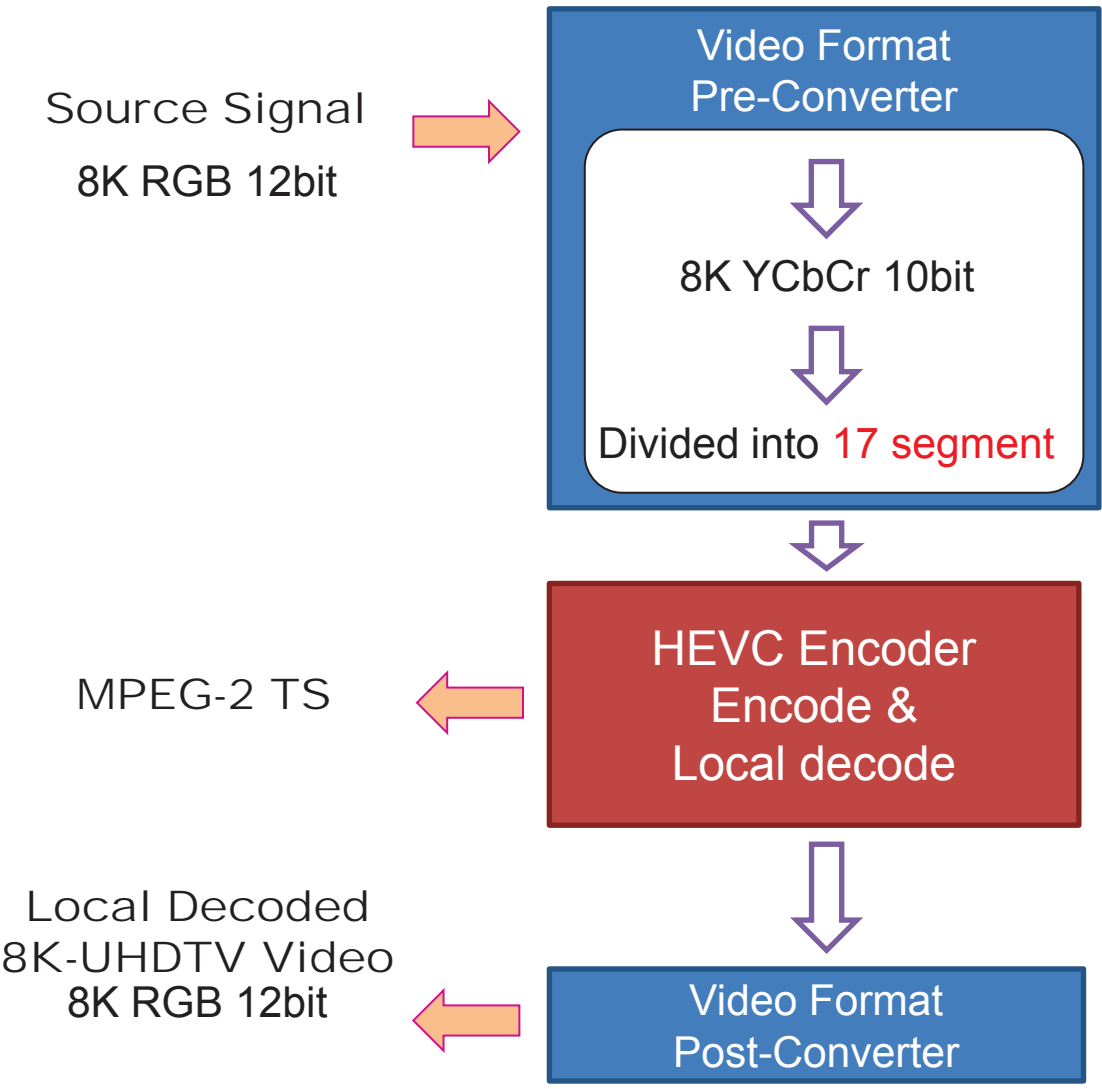 Video Format
Pre-Converter
Source Signal
8K RGB 12bit
8K YCbCr 10bit
Divided into 17 segment
HEVC Encoder
Encode &
Local decode
MPEG-2 TS
Local Decoded
8K-UHDTV Video
8K RGB 12bit
Video Format
Post-Converter